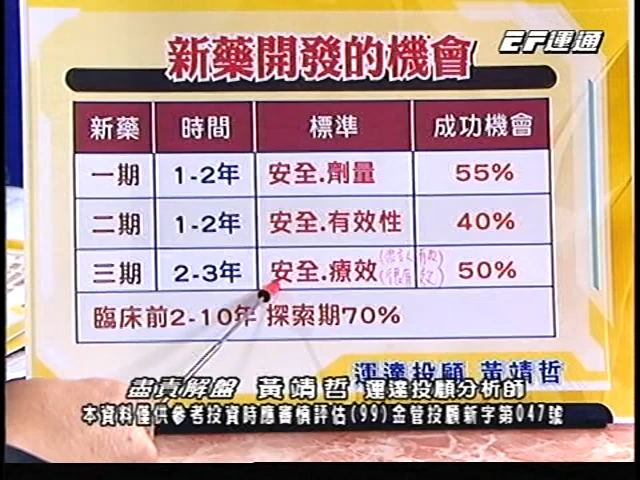 EF運通
新藥開發的機會
新藥 時間 標準 成功機會
一期 1-2年 安全.劑量 55%
二期 1-2年 安全.有效性 40%
三期 2-3年 安全.療效 50%
臨床前2-10年 探索期70%
運達投顧 黃靖哲
盡責解盤 黃靖哲 運達投顧分析師
本資料僅供參考投資時應審慎評估(99)金管投顧新字第047號